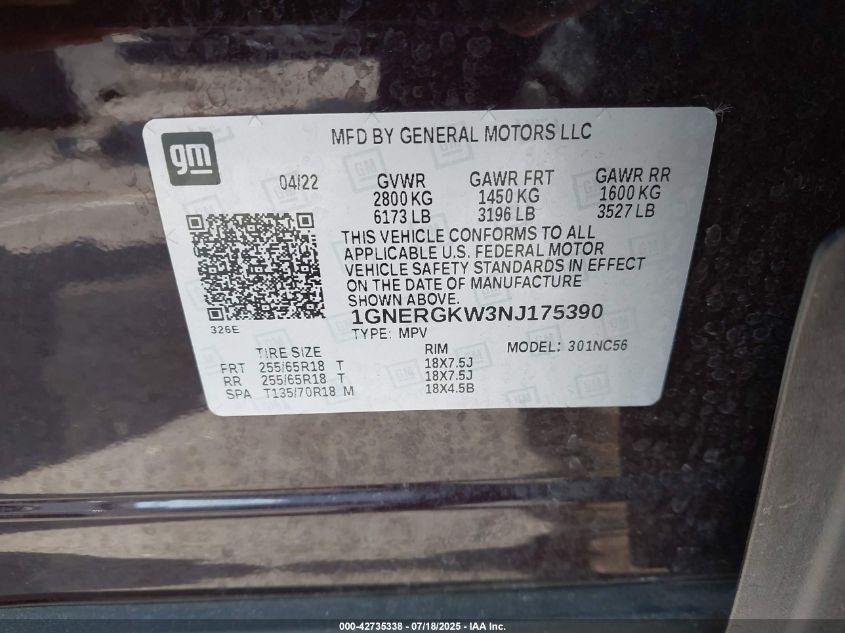 gm
MFD BY GENERAL MOTORS LLC
04/22 GVWR GAWR FRT GAWR RR
2800 KG 1450 KG 1600 KG
6173 LB 3196 LB 3527 LB
THIS VEHICLE CONFORMS TO ALL
APPLICABLE U.S. FEDERAL MOTOR
VEHICLE SAFETY STANDARDS IN EFFECT
ON THE DATE OF MANUFACTURE
SHOWN ABOVE.
326E
1GNERGKW3NJ175390
TYPE: MPV MODEL: 301NC56
TIRE SIZE RIM
FRT 255/65R18 T 18X7.5J
RR 255/65R18 T 18X7.5J
SPA T135/70R18 M 18X4.5B
000-42735338 - 07/18/2025 - IAA Inc.